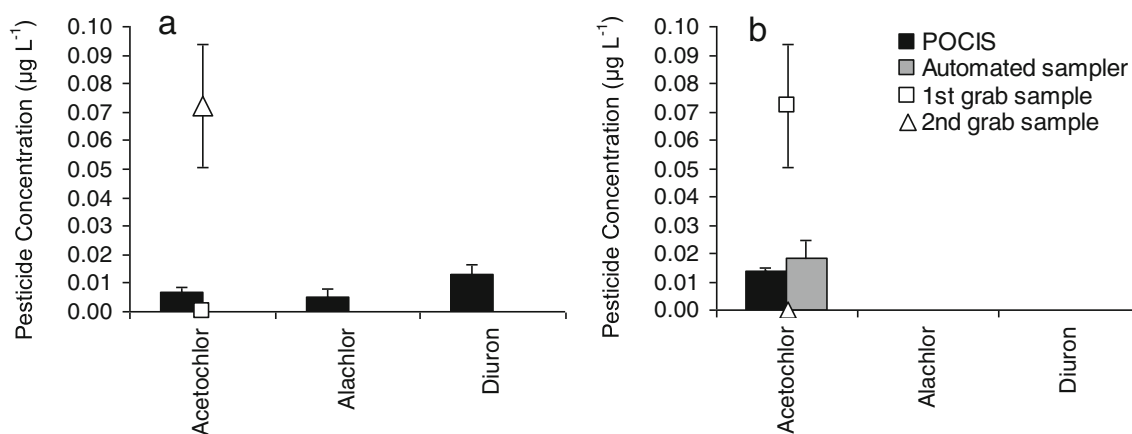 a
Pesticide Concentration (µg L⁻¹)
0.10
0.09
0.08
0.07
0.06
0.05
0.04
0.03
0.02
0.01
0.00
Acetochlor
Alachlor
Diuron
b
Pesticide Concentration (µg L⁻¹)
0.10
0.09
0.08
0.07
0.06
0.05
0.04
0.03
0.02
0.01
0.00
Acetochlor
Alachlor
Diuron
POCIS
Automated sampler
1st grab sample
2nd grab sample